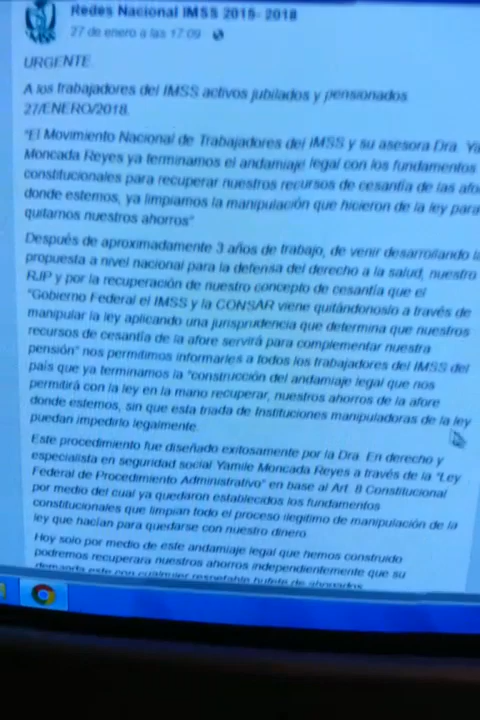 Redes Nacional IMSS 2015- 2018
27 de enero a las 17:09
URGENTE.
A los trabajadores del IMSS activos jubilados y pensionados
27/ENERO/2018.
"El Movimiento Nacional de Trabajadores del IMSS y su asesora Dra. Ya
Moncada Reyes ya terminamos el andamiaje legal con los fundamentos
constitucionales para recuperar nuestros recursos de cesantía de las afor
donde estemos, ya limpiamos la manipulación que hicieron de la ley para
quitarnos nuestros ahorros"
Después de aproximadamente 3 años de trabajo, de venir desarrollando la
propuesta a nivel nacional para la defensa del derecho a la salud, nuestro
RJP y por la recuperación de nuestro concepto de cesantía que el
"Gobierno Federal el IMSS y la CONSAR viene quitándonoslo a través de
manipular la ley aplicando una jurisprudencia que determina que nuestros
recursos de cesantía de la afore servirá para complementar nuestra
pensión" nos permitimos informarles a todos los trabajadores del IMSS del
país que ya terminamos la "construcción del andamiaje legal que nos
permitirá con la ley en la mano recuperar, nuestros ahorros de la afore
donde estemos, sin que esta triada de Instituciones manipuladoras de la ley
puedan impedirlo legalmente.
Este procedimiento fue diseñado exitosamente por la Dra. En derecho y
especialista en seguridad social Yamile Moncada Reyes a través de la "Ley
Federal de Procedimiento Administrativo" en base al Art. 8 Constitucional
por medio del cual ya quedaron establecidos los fundamentos
constitucionales que limpian todo el proceso ilegitimo de manipulación de la
ley que hacían para quedarse con nuestro dinero
Hoy solo por medio de este andamiaje legal que hemos construido
podremos recuperara nuestros ahorros independientemente que su
demanda este con cualquier respetable bufete de abogados